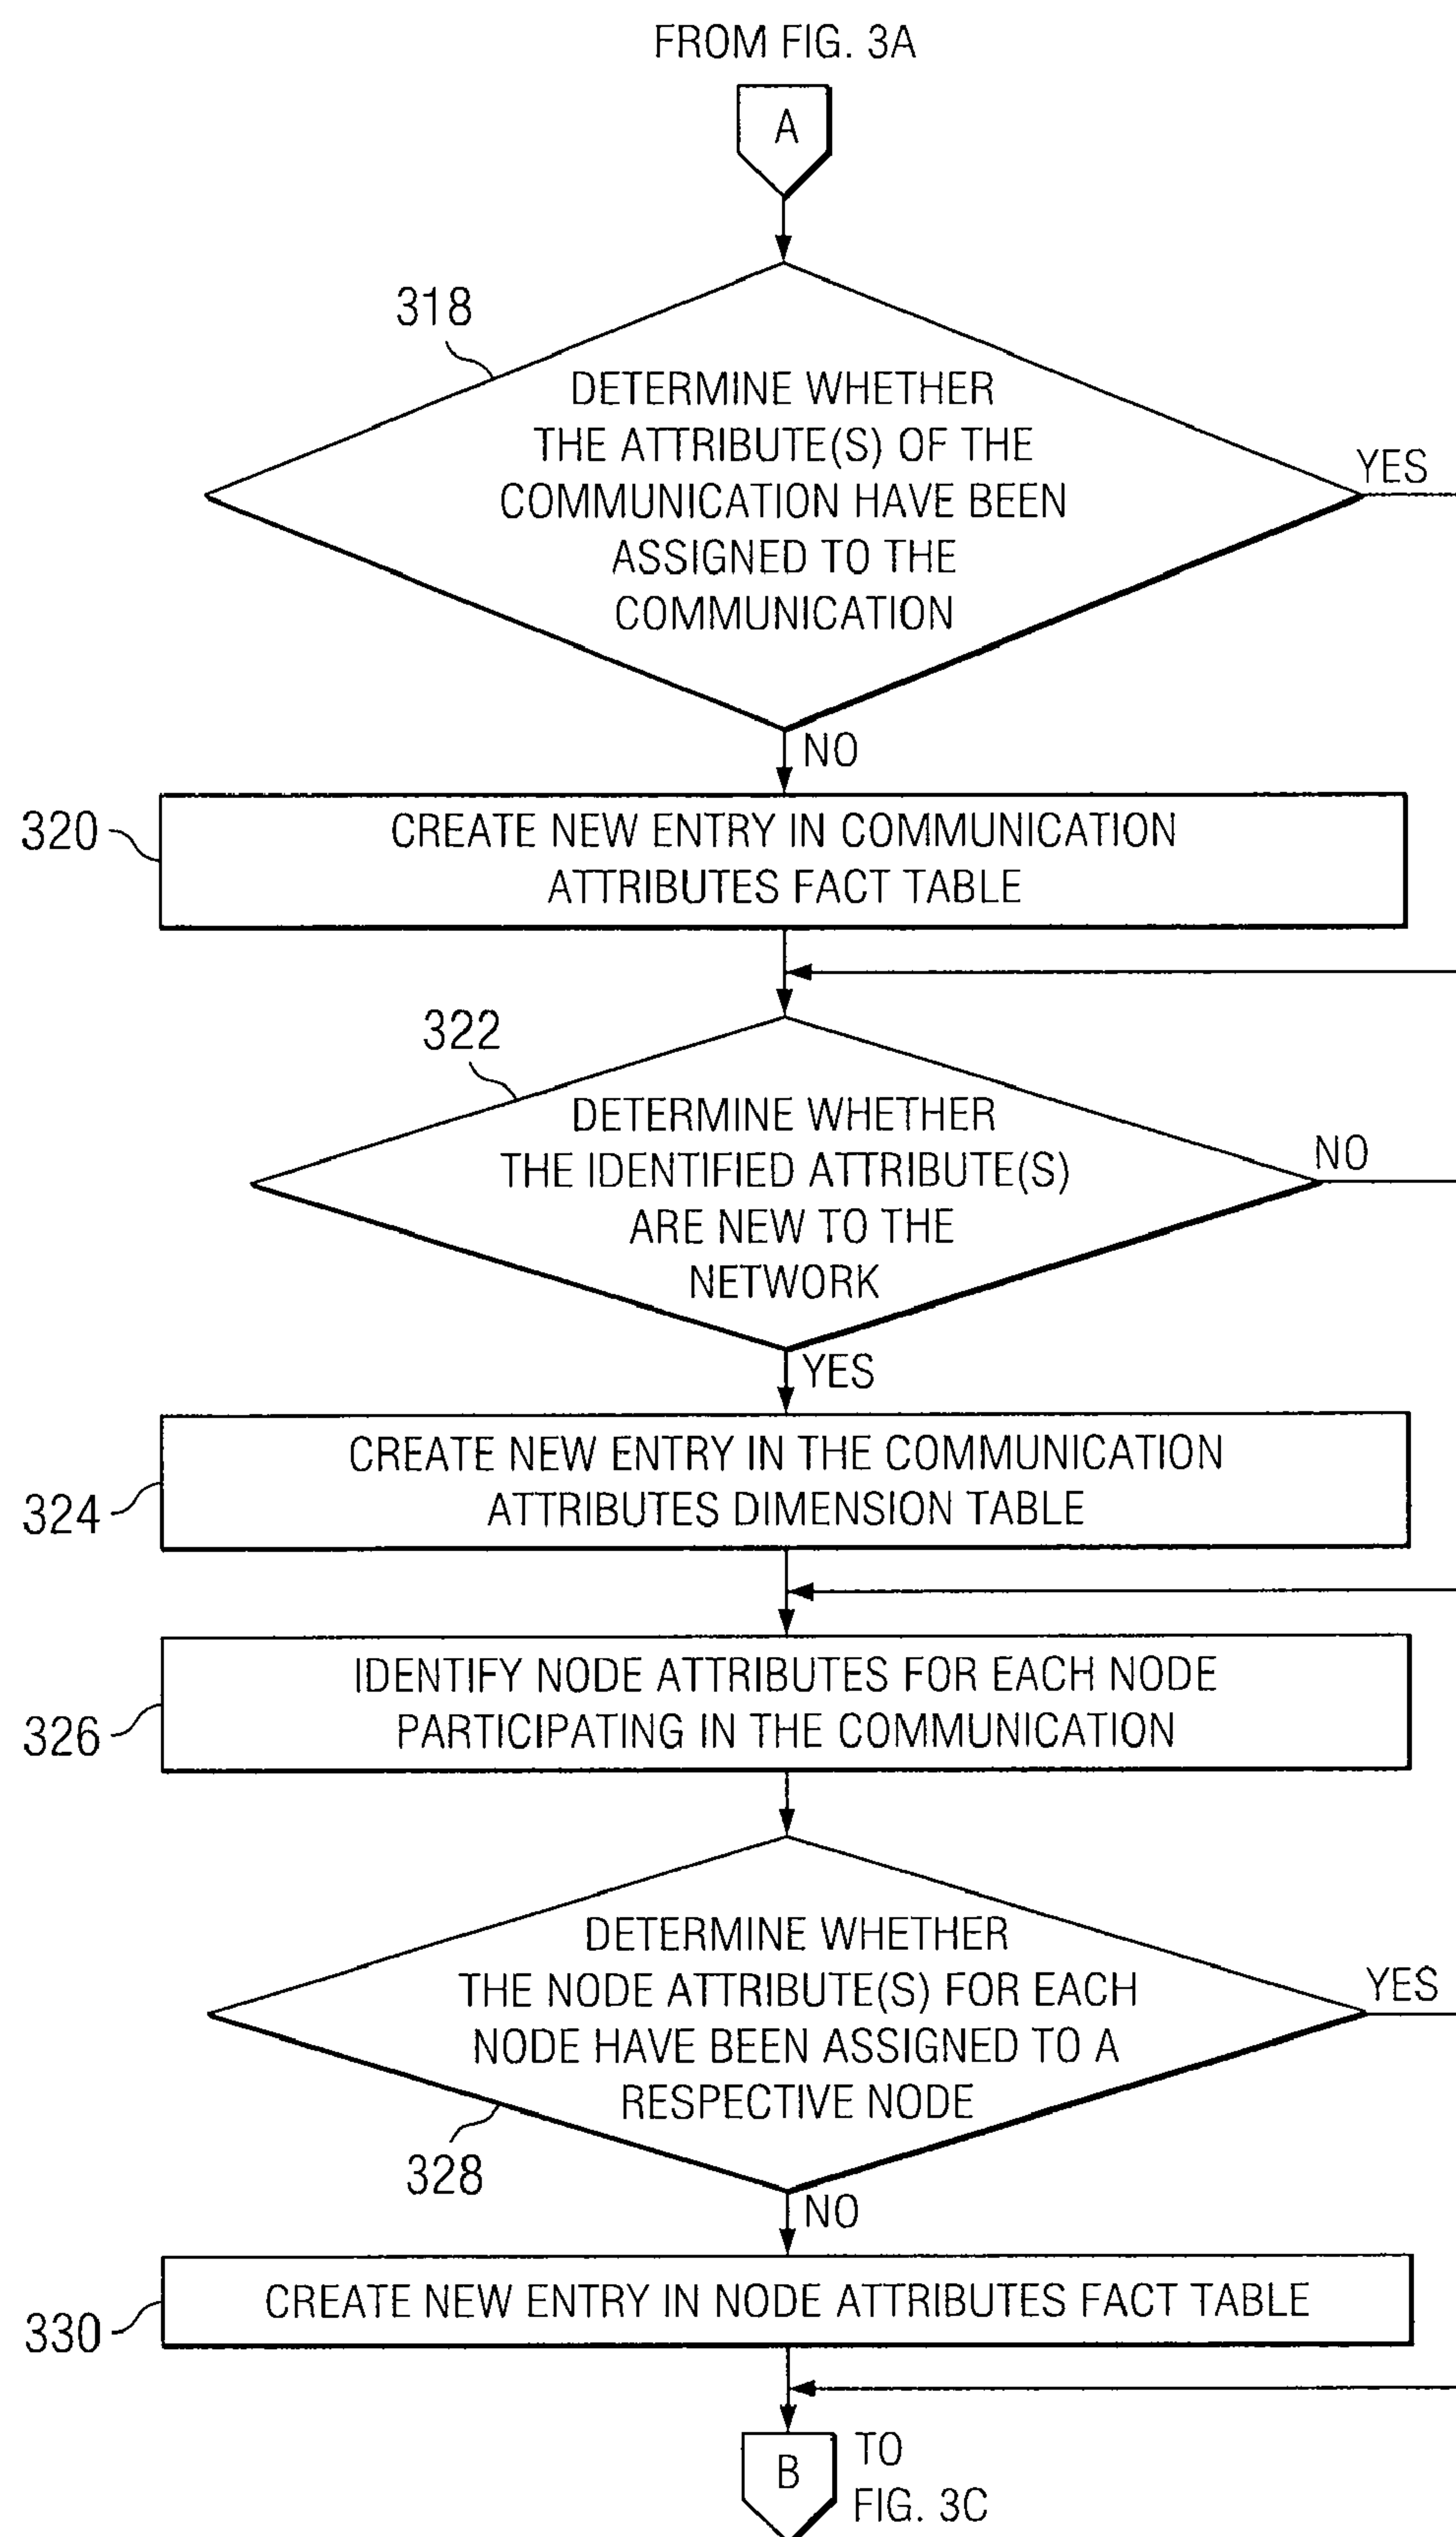 FROM FIG. 3A
A
318
DETERMINE WHETHER
THE ATTRIBUTE(S) OF THE
COMMUNICATION HAVE BEEN
ASSIGNED TO THE
COMMUNICATION
YES
NO
320
CREATE NEW ENTRY IN COMMUNICATION
ATTRIBUTES FACT TABLE
322
DETERMINE WHETHER
THE IDENTIFIED ATTRIBUTE(S)
ARE NEW TO THE
NETWORK
NO
YES
324
CREATE NEW ENTRY IN THE COMMUNICATION
ATTRIBUTES DIMENSION TABLE
326
IDENTIFY NODE ATTRIBUTES FOR EACH NODE
PARTICIPATING IN THE COMMUNICATION
DETERMINE WHETHER
THE NODE ATTRIBUTE(S) FOR EACH
NODE HAVE BEEN ASSIGNED TO A
RESPECTIVE NODE
YES
328
NO
330
CREATE NEW ENTRY IN NODE ATTRIBUTES FACT TABLE
B
TO
FIG. 3C